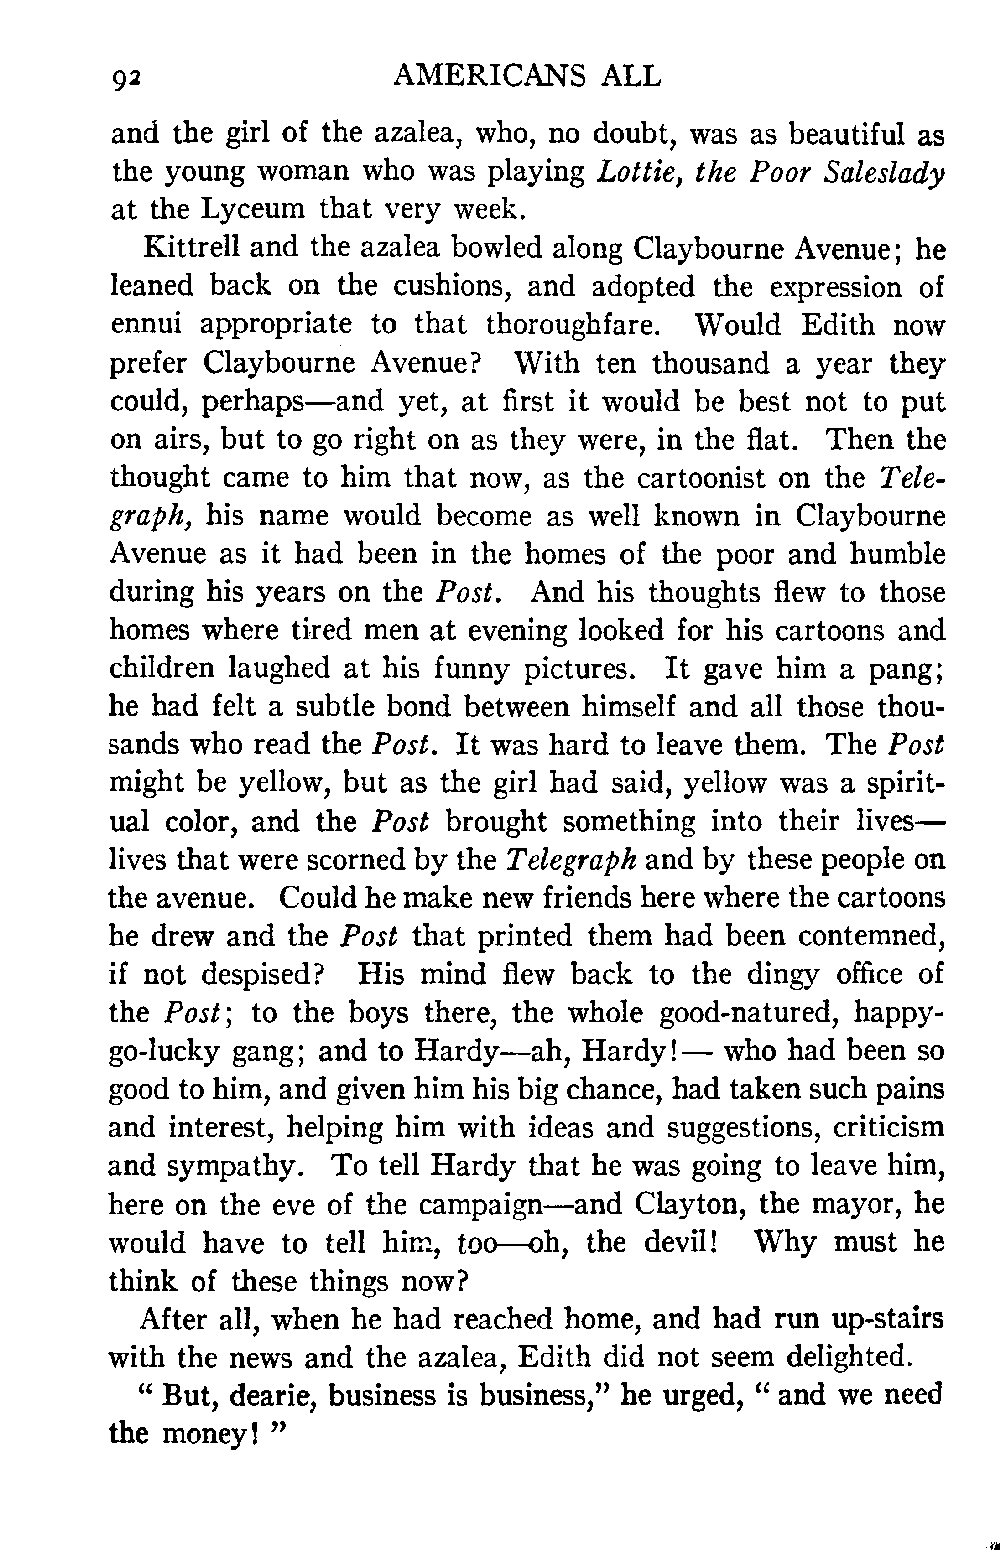 92 AMERICANS ALL
and the girl of the azalea, who, no doubt, was as beautiful as
the young woman who was playing Lottie, the Poor Saleslady
at the Lyceum that very week.
Kittrell and the azalea bowled along Claybourne Avenue; he
leaned back on the cushions, and adopted the expression of
ennui appropriate to that thoroughfare. Would Edith now
prefer Claybourne Avenue? With ten thousand a year they
could, perhaps—and yet, at first it would be best not to put
on airs, but to go right on as they were, in the flat. Then the
thought came to him that now, as the cartoonist on the Tele-
graph, his name would become as well known in Claybourne
Avenue as it had been in the homes of the poor and humble
during his years on the Post. And his thoughts flew to those
homes where tired men at evening looked for his cartoons and
children laughed at his funny pictures. It gave him a pang;
he had felt a subtle bond between himself and all those thou-
sands who read the Post. It was hard to leave them. The Post
might be yellow, but as the girl had said, yellow was a spirit-
ual color, and the Post brought something into their lives—
lives that were scorned by the Telegraph and by these people on
the avenue. Could he make new friends here where the cartoons
he drew and the Post that printed them had been contemned,
if not despised? His mind flew back to the dingy office of
the Post; to the boys there, the whole good-natured, happy-
go-lucky gang; and to Hardy—ah, Hardy!— who had been so
good to him, and given him his big chance, had taken such pains
and interest, helping him with ideas and suggestions, criticism
and sympathy. To tell Hardy that he was going to leave him,
here on the eve of the campaign—and Clayton, the mayor, he
would have to tell him, too—oh, the devil! Why must he
think of these things now?
After all, when he had reached home, and had run up-stairs
with the news and the azalea, Edith did not seem delighted.
“ But, dearie, business is business,” he urged, “ and we need
the money! ”